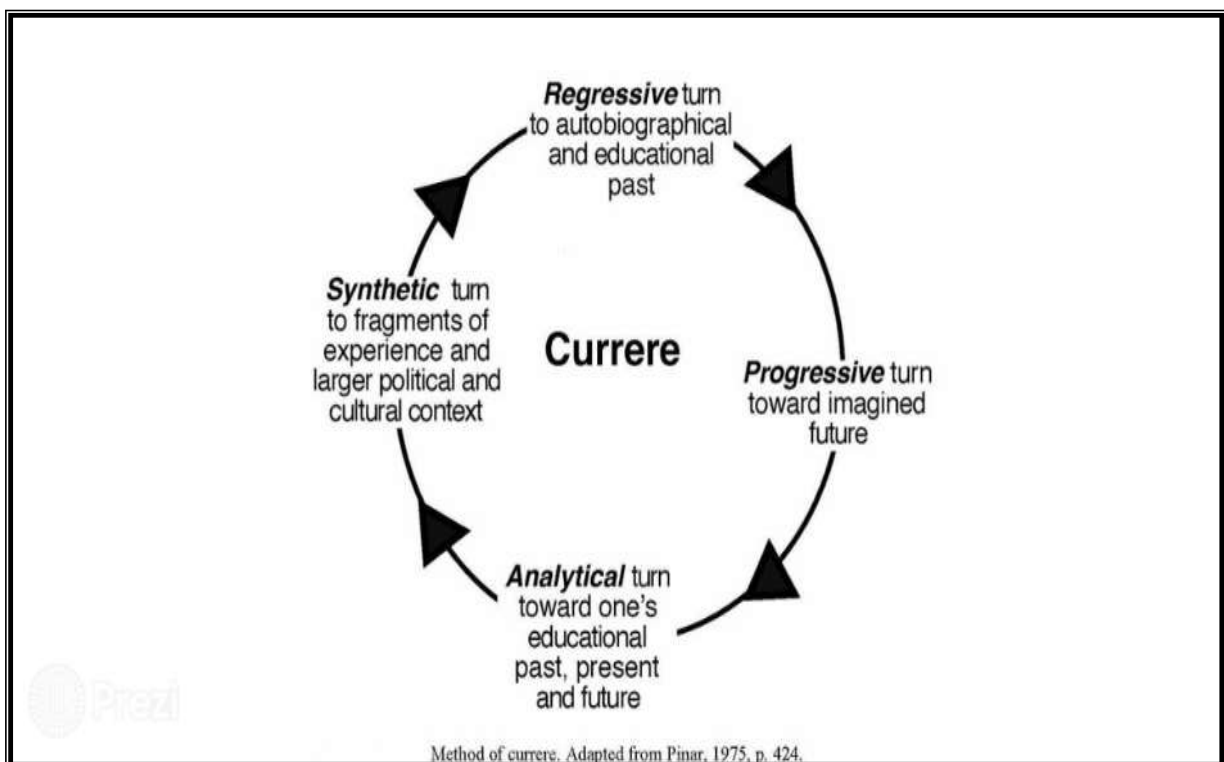 Regressive turn
to autobiographical
and educational
past
Synthetic turn
to fragments of
experience and
larger political and
cultural context
Currere
Progressive turn
toward imagined
future
Analytical turn
toward one's
educational
past, present
and future
Prezi
Method of currere. Adapted from Pinar, 1975, p. 424.